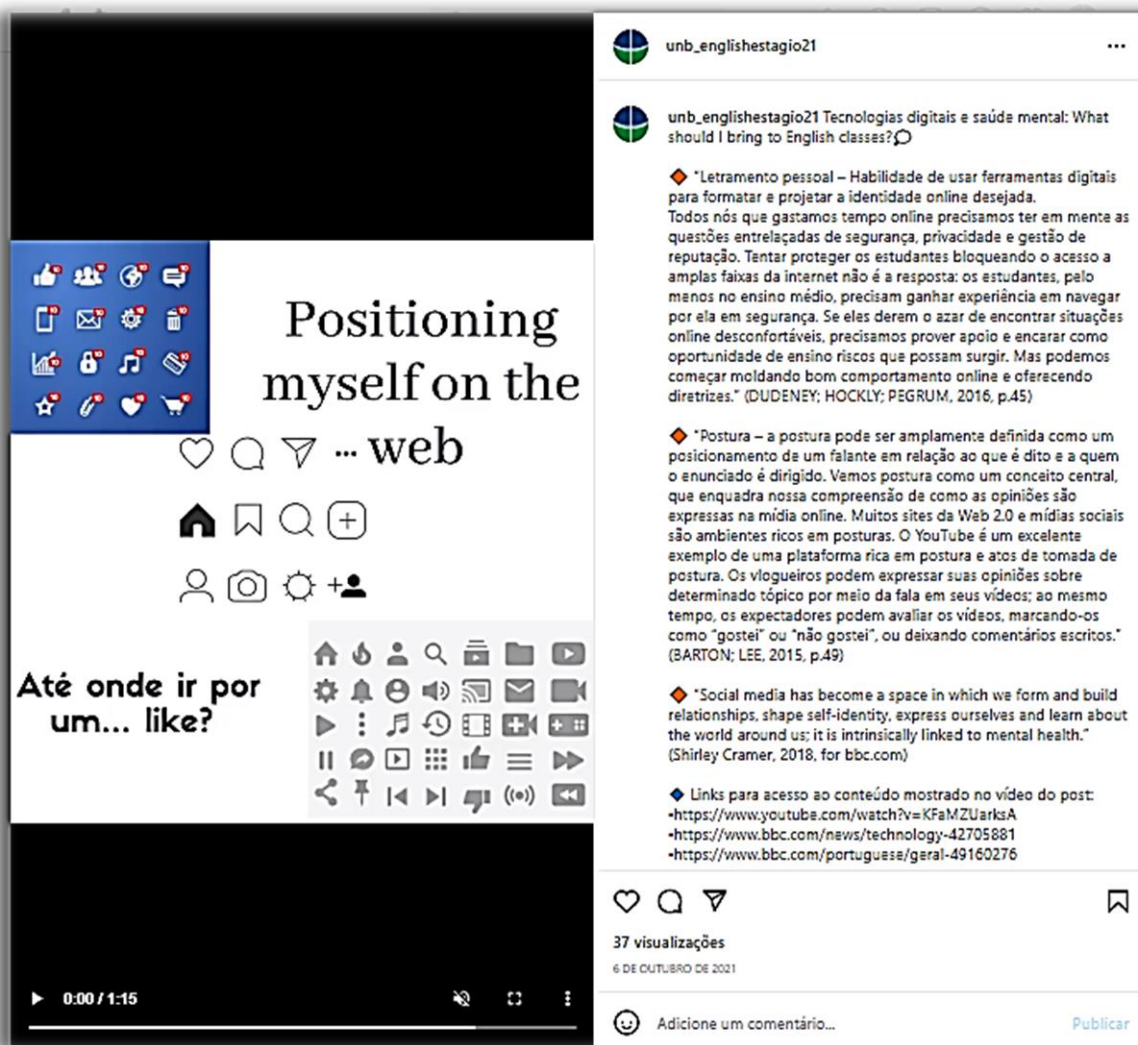 Positioning
myself on the
web
Até onde ir por
um... like?
0:00 / 1:15
unb_englishestagio21
unb_englishestagio21 Tecnologias digitais e saúde mental: What
should I bring to English classes?
"Letramento pessoal – Habilidade de usar ferramentas digitais
para formatar e projetar a identidade online desejada.
Todos nós que gastamos tempo online precisamos ter em mente as
questões entrelaçadas de segurança, privacidade e gestão de
reputação. Tentar proteger os estudantes bloqueando o acesso a
amplas faixas da internet não é a resposta: os estudantes, pelo
menos no ensino médio, precisam ganhar experiência em navegar
por ela em segurança. Se eles derem o azar de encontrar situações
online desconfortáveis, precisamos prover apoio e encarar como
oportunidade de ensino riscos que possam surgir. Mas podemos
começar moldando bom comportamento online e oferecendo
diretrizes." (DUDENEY; HOCKLY; PEGRUM, 2016, p.45)
"Postura – a postura pode ser amplamente definida como um
posicionamento de um falante em relação ao que é dito e a quem
o enunciado é dirigido. Vemos postura como um conceito central,
que enquadra nossa compreensão de como as opiniões são
expressas na mídia online. Muitos sites da Web 2.0 e mídias sociais
são ambientes ricos em posturas. O YouTube é um excelente
exemplo de uma plataforma rica em postura e atos de tomada de
postura. Os vlogueiros podem expressar suas opiniões sobre
determinado tópico por meio da fala em seus vídeos; ao mesmo
tempo, os expectadores podem avaliar os vídeos, marcando-os
como "gostei" ou "não gostei", ou deixando comentários escritos."
(BARTON; LEE, 2015, p.49)
"Social media has become a space in which we form and build
relationships, shape self-identity, express ourselves and learn about
the world around us; it is intrinsically linked to mental health."
(Shirley Cramer, 2018, for bbc.com)
Links para acesso ao conteúdo mostrado no vídeo do post:
-https://www.youtube.com/watch?v=KFaMZUarksA
-https://www.bbc.com/news/technology-42705881
-https://www.bbc.com/portuguese/geral-49160276
37 visualizações
6 DE OUTUBRO DE 2021
Adicione um comentário...
Publicar